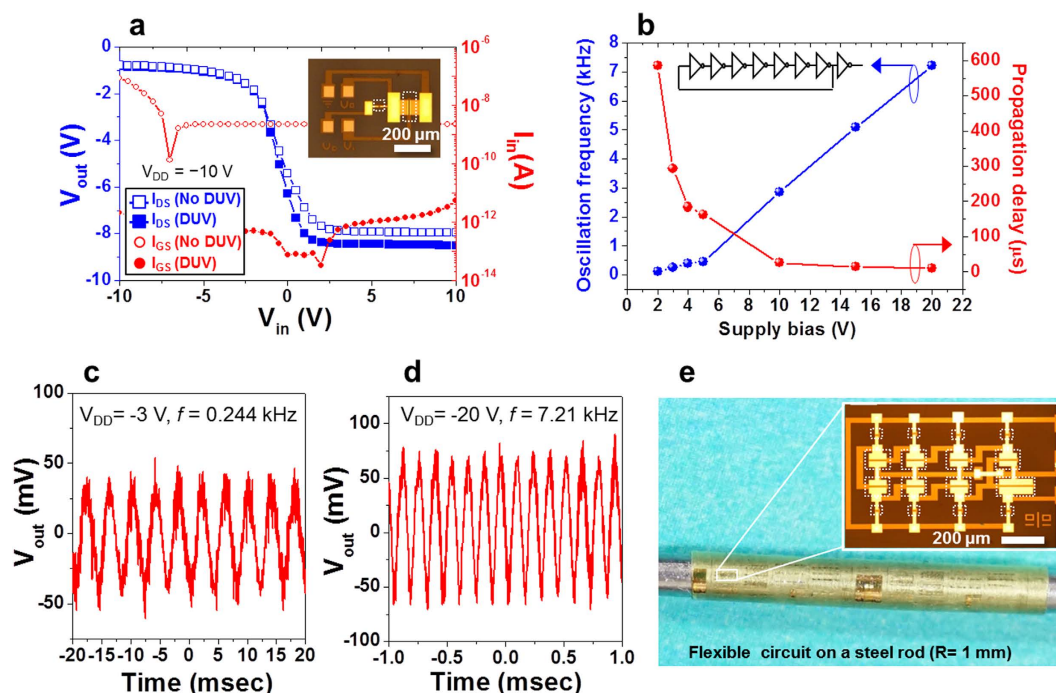 a
V_out (V)
0
-2
-4
-6
-8
-10
-5
0
5
10
V_in (V)
10^-6
10^-8
10^-10
10^-12
10^-14
I_in(A)
V_DD = −10 V
I_DS (No DUV)
I_DS (DUV)
I_GS (No DUV)
I_GS (DUV)
200 µm
b
Oscillation frequency (kHz)
8
7
6
5
4
3
2
1
0
0 2 4 6 8 10 12 14 16 18 20 22
Supply bias (V)
600
500
400
300
200
100
0
Propagation delay (µs)
c
V_DD= -3 V, f = 0.244 kHz
V_out (mV)
100
50
0
-50
-20 -15 -10 -5 0 5 10 15 20
Time (msec)
d
V_DD= -20 V, f = 7.21 kHz
V_out (mV)
100
50
0
-50
-100
-1.0 -0.5 0.0 0.5 1.0
Time (msec)
e
200 µm
Flexible circuit on a steel rod (R= 1 mm)